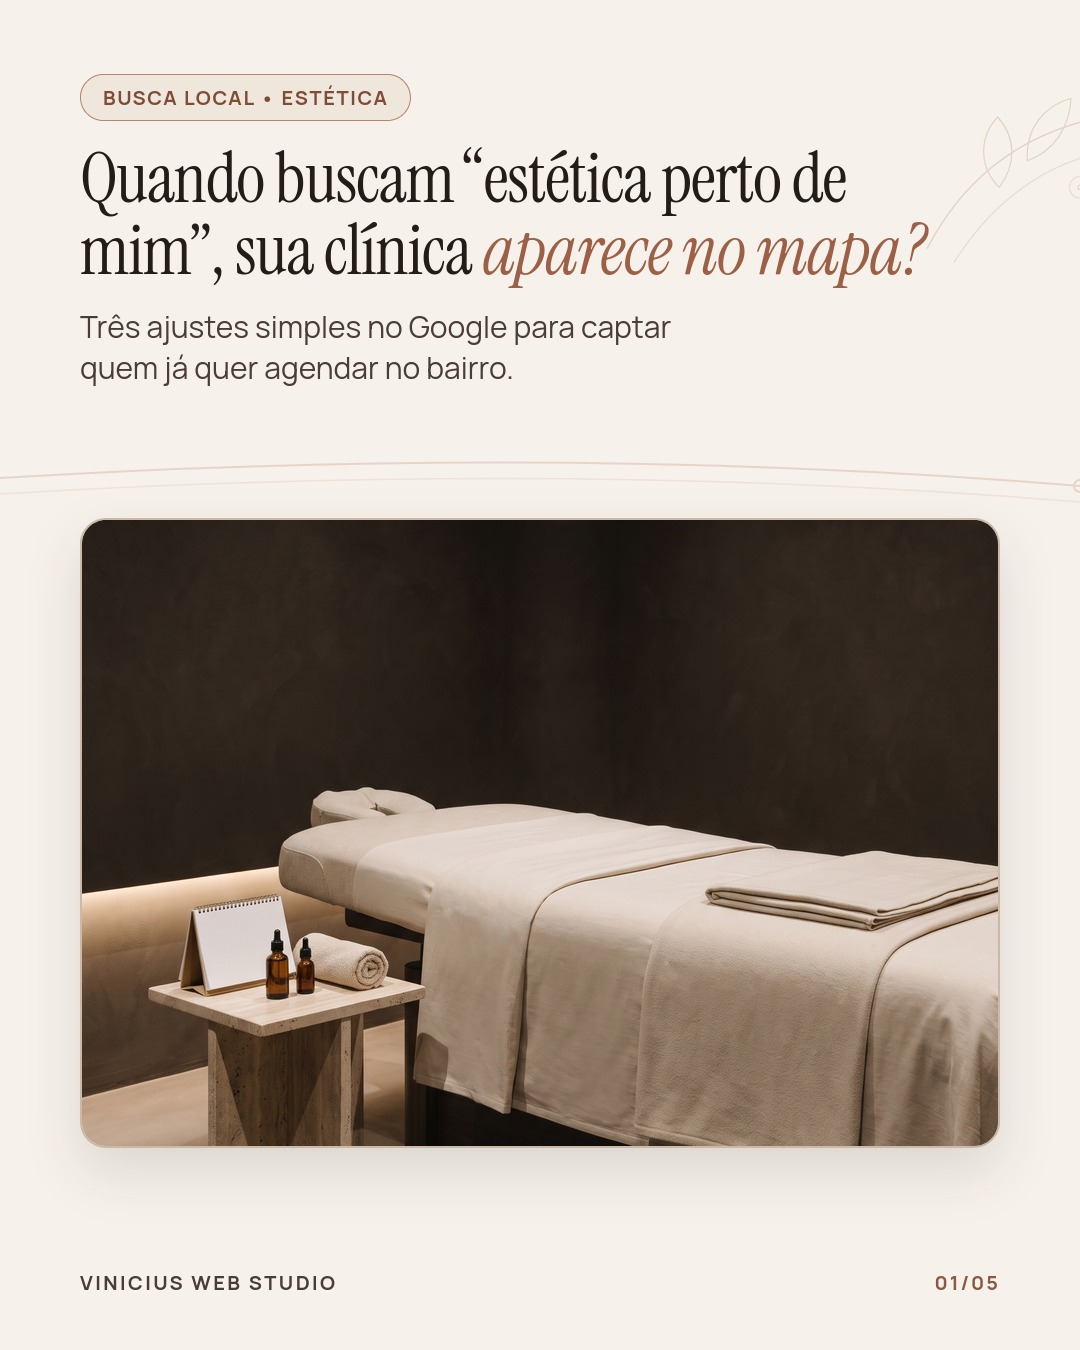 BUSCA LOCAL • ESTÉTICA
Quando buscam “estética perto de
mim”, sua clínica aparece no mapa?
Três ajustes simples no Google para captar
quem já quer agendar no bairro.
VINICIUS WEB STUDIO
01/05